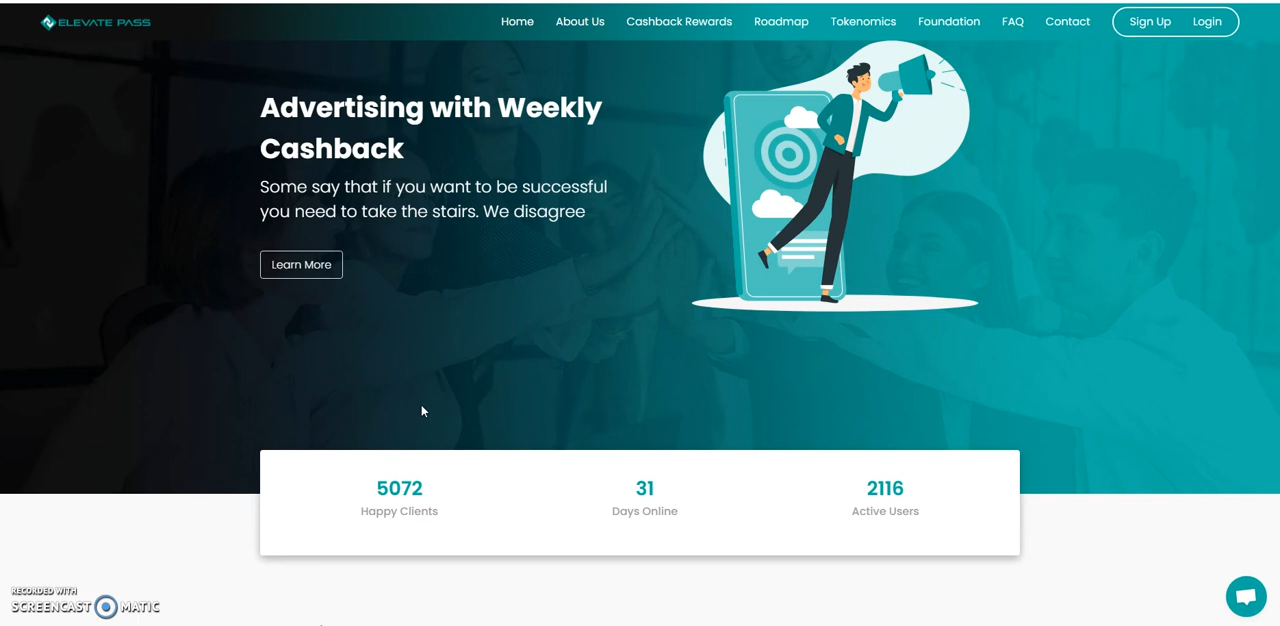 ELEVATE PASS
Home About Us Cashback Rewards Roadmap Tokenomics Foundation FAQ Contact Sign Up Login
Advertising with Weekly
Cashback
Some say that if you want to be successful
you need to take the stairs. We disagree
Learn More
5072 31 2116
Happy Clients Days Online Active Users
RECORDED WITH
SCREENCAST MATIC